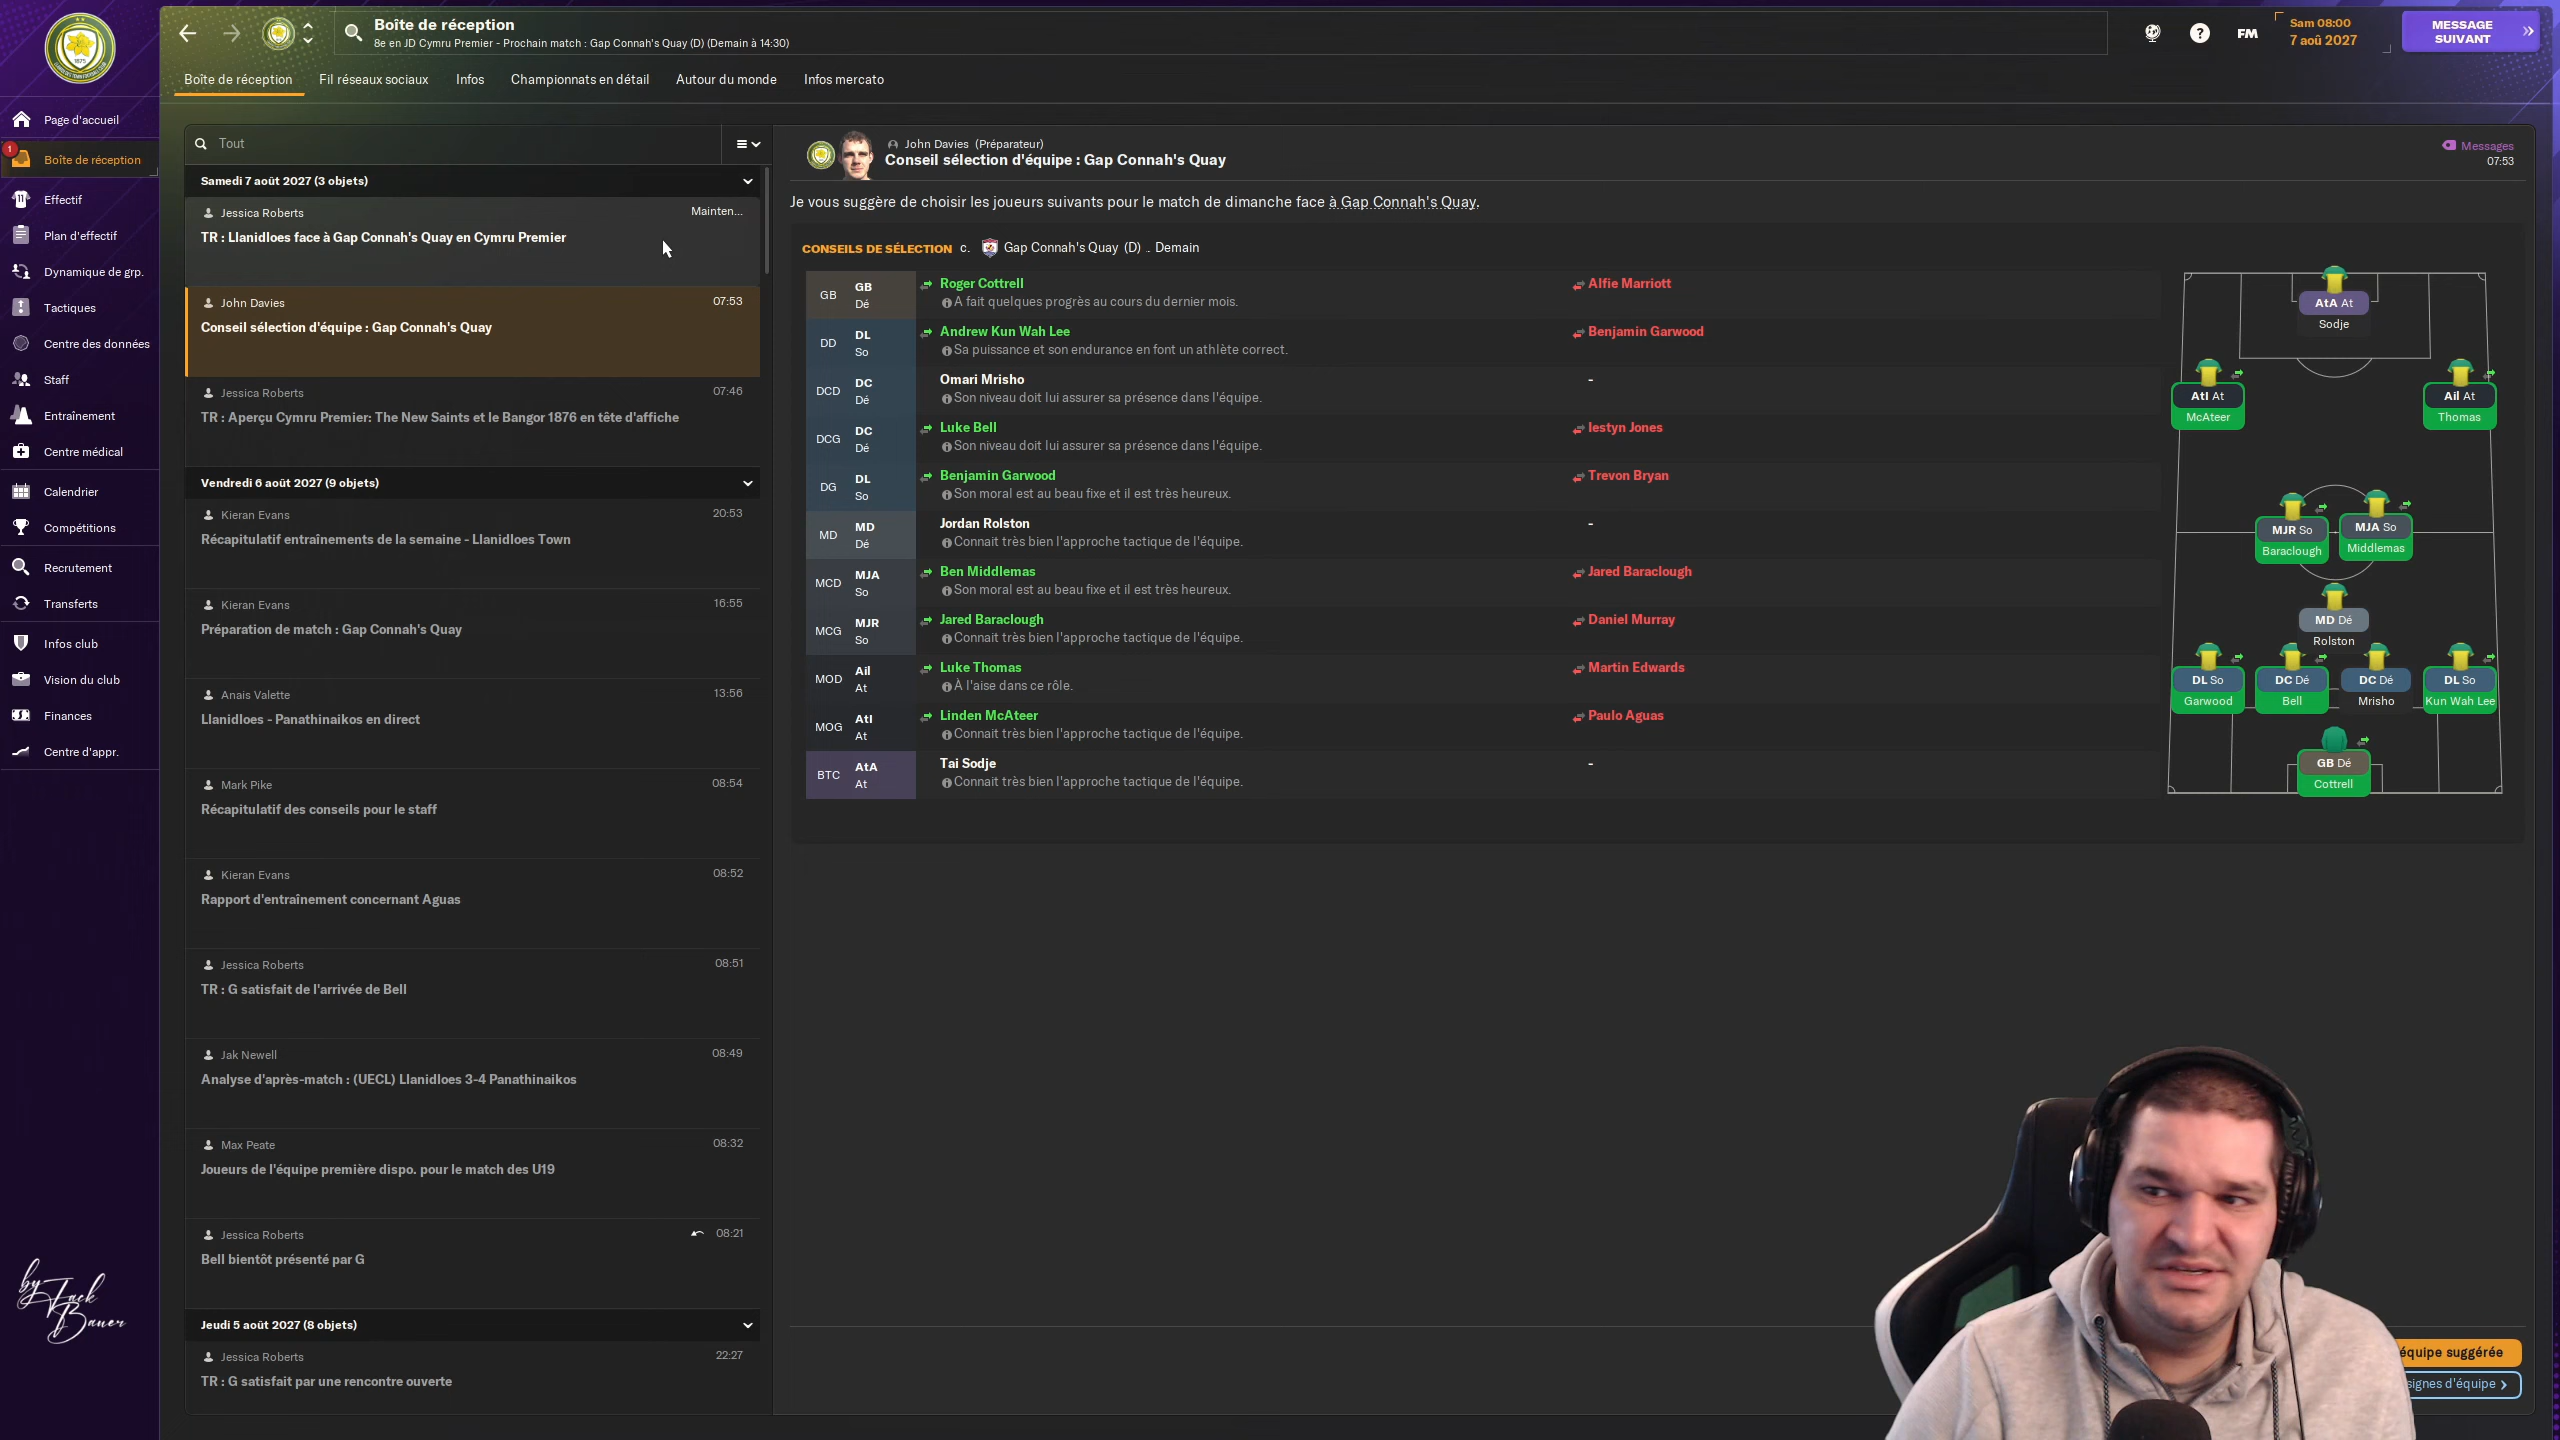 1875
Boîte de réception
8e en JD Cymru Premier - Prochain match : Gap Connah's Quay (D) (Demain à 14:30)
FM
Sam 08:00
7 aoû 2027
MESSAGE
SUIVANT
Boîte de réception
Fil réseaux sociaux
Infos
Championnats en détail
Autour du monde
Infos mercato
Page d'accueil
1
Boîte de réception
Effectif
Plan d'effectif
Dynamique de grp.
Tactiques
Centre des données
Staff
Entraînement
Centre médical
Calendrier
Compétitions
Recrutement
Transferts
Infos club
Vision du club
Finances
Centre d'appr.
by Jack
Bauer
Tout
Samedi 7 août 2027 (3 objets)
Jessica Roberts
Mainten...
TR : Llanidloes face à Gap Connah's Quay en Cymru Premier
John Davies
07:53
Conseil sélection d'équipe : Gap Connah's Quay
Jessica Roberts
07:46
TR : Aperçu Cymru Premier: The New Saints et le Bangor 1876 en tête d'affiche
Vendredi 6 août 2027 (9 objets)
Kieran Evans
20:53
Récapitulatif entraînements de la semaine - Llanidloes Town
Kieran Evans
16:55
Préparation de match : Gap Connah's Quay
Anais Valette
13:56
Llanidloes - Panathinaikos en direct
Mark Pike
08:54
Récapitulatif des conseils pour le staff
Kieran Evans
08:52
Rapport d'entraînement concernant Aguas
Jessica Roberts
08:51
TR : G satisfait de l'arrivée de Bell
Jak Newell
08:49
Analyse d'après-match : (UECL) Llanidloes 3-4 Panathinaikos
Max Peate
08:32
Joueurs de l'équipe première dispo. pour le match des U19
Jessica Roberts
08:21
Bell bientôt présenté par G
Jeudi 5 août 2027 (8 objets)
Jessica Roberts
22:27
TR : G satisfait par une rencontre ouverte
John Davies (Préparateur)
Conseil sélection d'équipe : Gap Connah's Quay
Messages
07:53
Je vous suggère de choisir les joueurs suivants pour le match de dimanche face à Gap Connah's Quay.
CONSEILS DE SÉLECTION c. Gap Connah's Quay (D) . Demain
GB GB Dé Roger Cottrell Alfie Marriott
A fait quelques progrès au cours du dernier mois.
DD DL So Andrew Kun Wah Lee Benjamin Garwood
Sa puissance et son endurance en font un athlète correct.
DCD DC Dé Omari Mrisho -
Son niveau doit lui assurer sa présence dans l'équipe.
DCG DC Dé Luke Bell Iestyn Jones
Son niveau doit lui assurer sa présence dans l'équipe.
DG DL So Benjamin Garwood Trevon Bryan
Son moral est au beau fixe et il est très heureux.
MD MD Dé Jordan Rolston -
Connait très bien l'approche tactique de l'équipe.
MCD MJA So Ben Middlemas Jared Baraclough
Son moral est au beau fixe et il est très heureux.
MCG MJR So Jared Baraclough Daniel Murray
Connait très bien l'approche tactique de l'équipe.
MOD Ail At Luke Thomas Martin Edwards
À l'aise dans ce rôle.
MOG AtI At Linden McAteer Paulo Aguas
Connait très bien l'approche tactique de l'équipe.
BTC AtA At Tai Sodje -
Connait très bien l'approche tactique de l'équipe.
AtA At
Sodje
AtI At
McAteer
Ail At
Thomas
MJR So
Baraclough
MJA So
Middlemas
MD Dé
Rolston
DL So
Garwood
DC Dé
Bell
DC Dé
Mrisho
DL So
Kun Wah Lee
GB Dé
Cottrell
équipe suggérée
signes d'équipe